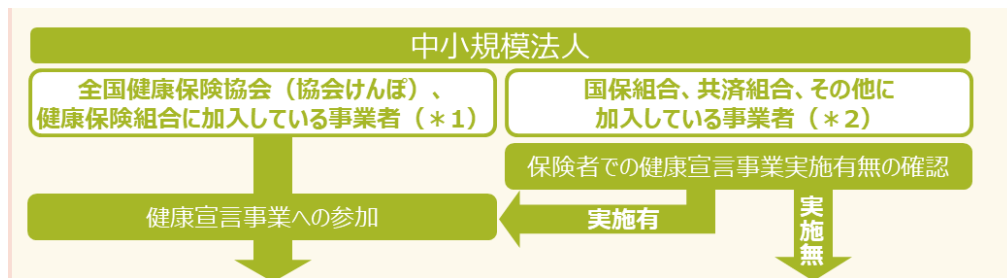 中小規模法人
全国健康保険協会（協会けんぽ）、
健康保険組合に加入している事業者（＊1）
国保組合、共済組合、その他に
加入している事業者（＊2）
保険者での健康宣言事業実施有無の確認
健康宣言事業への参加
実施有
実施無